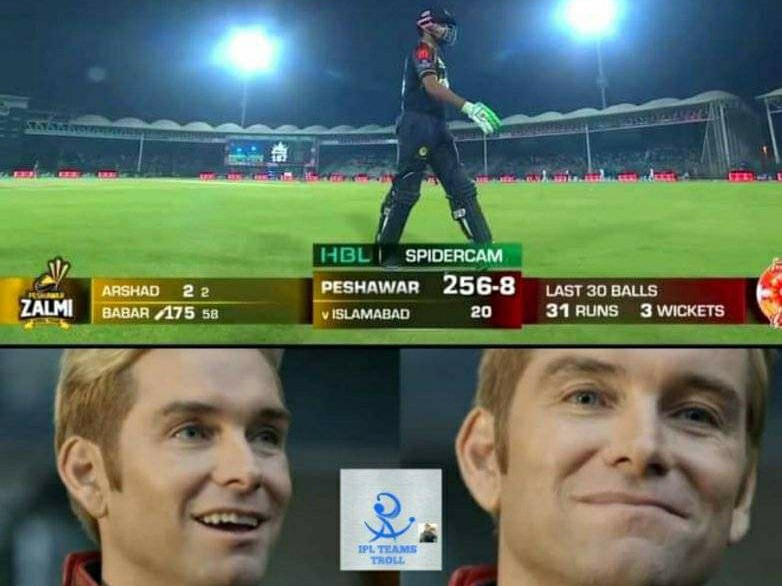 HBL SPIDERCAM
PESHAWAR
ZALMI
ARSHAD 2 2
BABAR 175 58
PESHAWAR 256-8
v ISLAMABAD 20
LAST 30 BALLS
31 RUNS 3 WICKETS
IPL TEAMS
TROLL